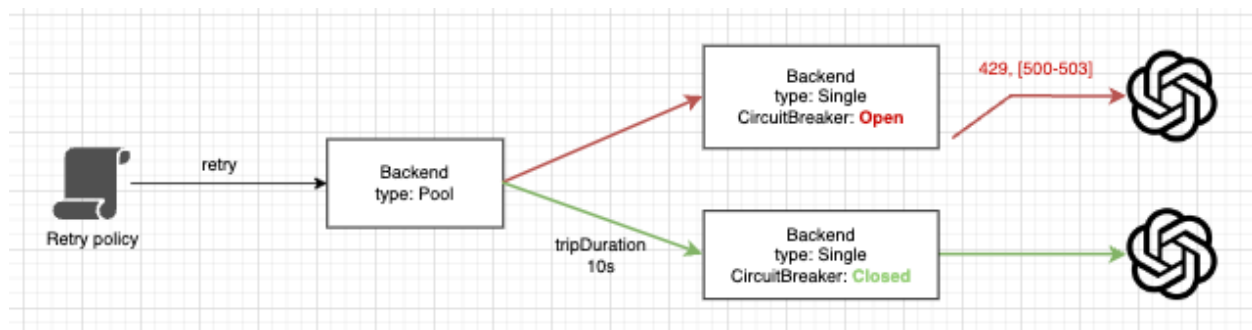 Retry policy
retry
Backend
type: Pool
tripDuration
10s
Backend
type: Single
CircuitBreaker: Open
429, [500-503]
Backend
type: Single
CircuitBreaker: Closed